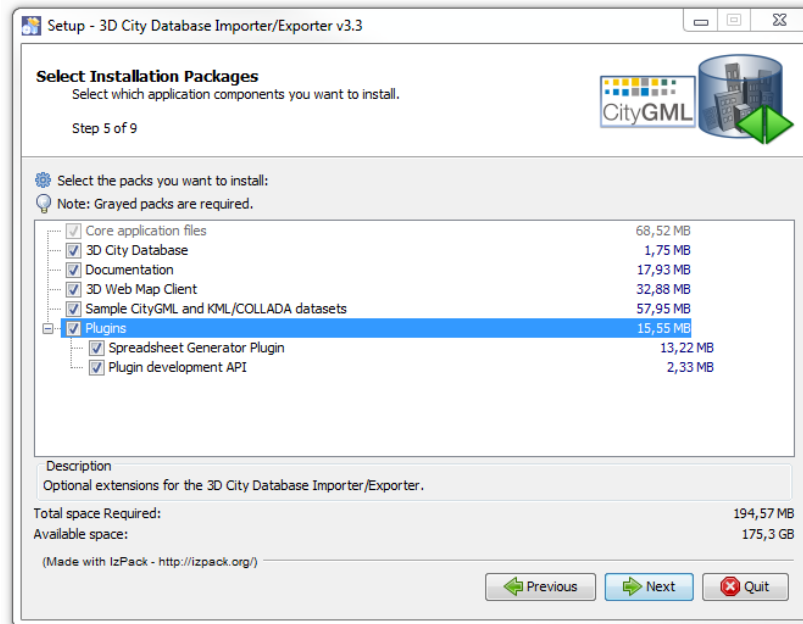 Setup - 3D City Database Importer/Exporter v3.3
Select Installation Packages
Select which application components you want to install.
Step 5 of 9
CityGML
Select the packs you want to install:
Note: Grayed packs are required.
Core application files 68,52 MB
3D City Database 1,75 MB
Documentation 17,93 MB
3D Web Map Client 32,88 MB
Sample CityGML and KML/COLLADA datasets 57,95 MB
Plugins 15,55 MB
Spreadsheet Generator Plugin 13,22 MB
Plugin development API 2,33 MB
Description
Optional extensions for the 3D City Database Importer/Exporter.
Total space Required: 194,57 MB
Available space: 175,3 GB
(Made with IzPack - http://izpack.org/)
Previous Next Quit